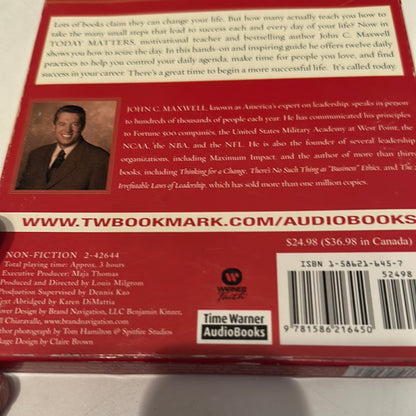 Lots of books claim they can change your life. But how many actually teach you how to
take the many small steps that lead to success each and every day of your life? Now in
TODAY MATTERS, motivational teacher and bestselling author John C. Maxwell
shows you how to seize the day. In this hands-on and inspiring guide he offers twelve daily
practices to help you control your daily agenda, make time for people you love, and find
success in your career. There's a great time to begin a more successful life. It's called today.
JOHN C. MAXWELL, known as America's expert on leadership, speaks in person
to hundreds of thousands of people each year. He has communicated his principles
to Fortune 500 companies, the United States Military Academy at West Point, the
NCAA, the NBA, and the NFL. He is also the founder of several leadership
organizations, including Maximum Impact, and the author of more than thirty
books, including Thinking for a Change, There's No Such Thing as "Business" Ethics, and The 21
Irrefutable Laws of Leadership, which has sold more than one million copies.
WWW.TWBOOKMARK.COM/AUDIOBOOKS
$24.98 ($36.98 in Canada)
NON-FICTION 2-42644
Total playing time: Approx. 3 hours
Executive Producer: Maja Thomas
Produced and Directed by Louis Milgrom
Production Supervised by Dennis Kao
Text Abridged by Karen DiMattia
Cover Design by Brand Navigation, LLC Benjamin Kinner,
Bill Chiaravalle, www.brandnavigation.com
Author photograph by Tom Hamilton @ Spitfire Studios
Package Design by Claire Brown
WARNER
Faith
Time Warner
AudioBooks
ISBN 1-58621-645-7
52498
9 781586 216450